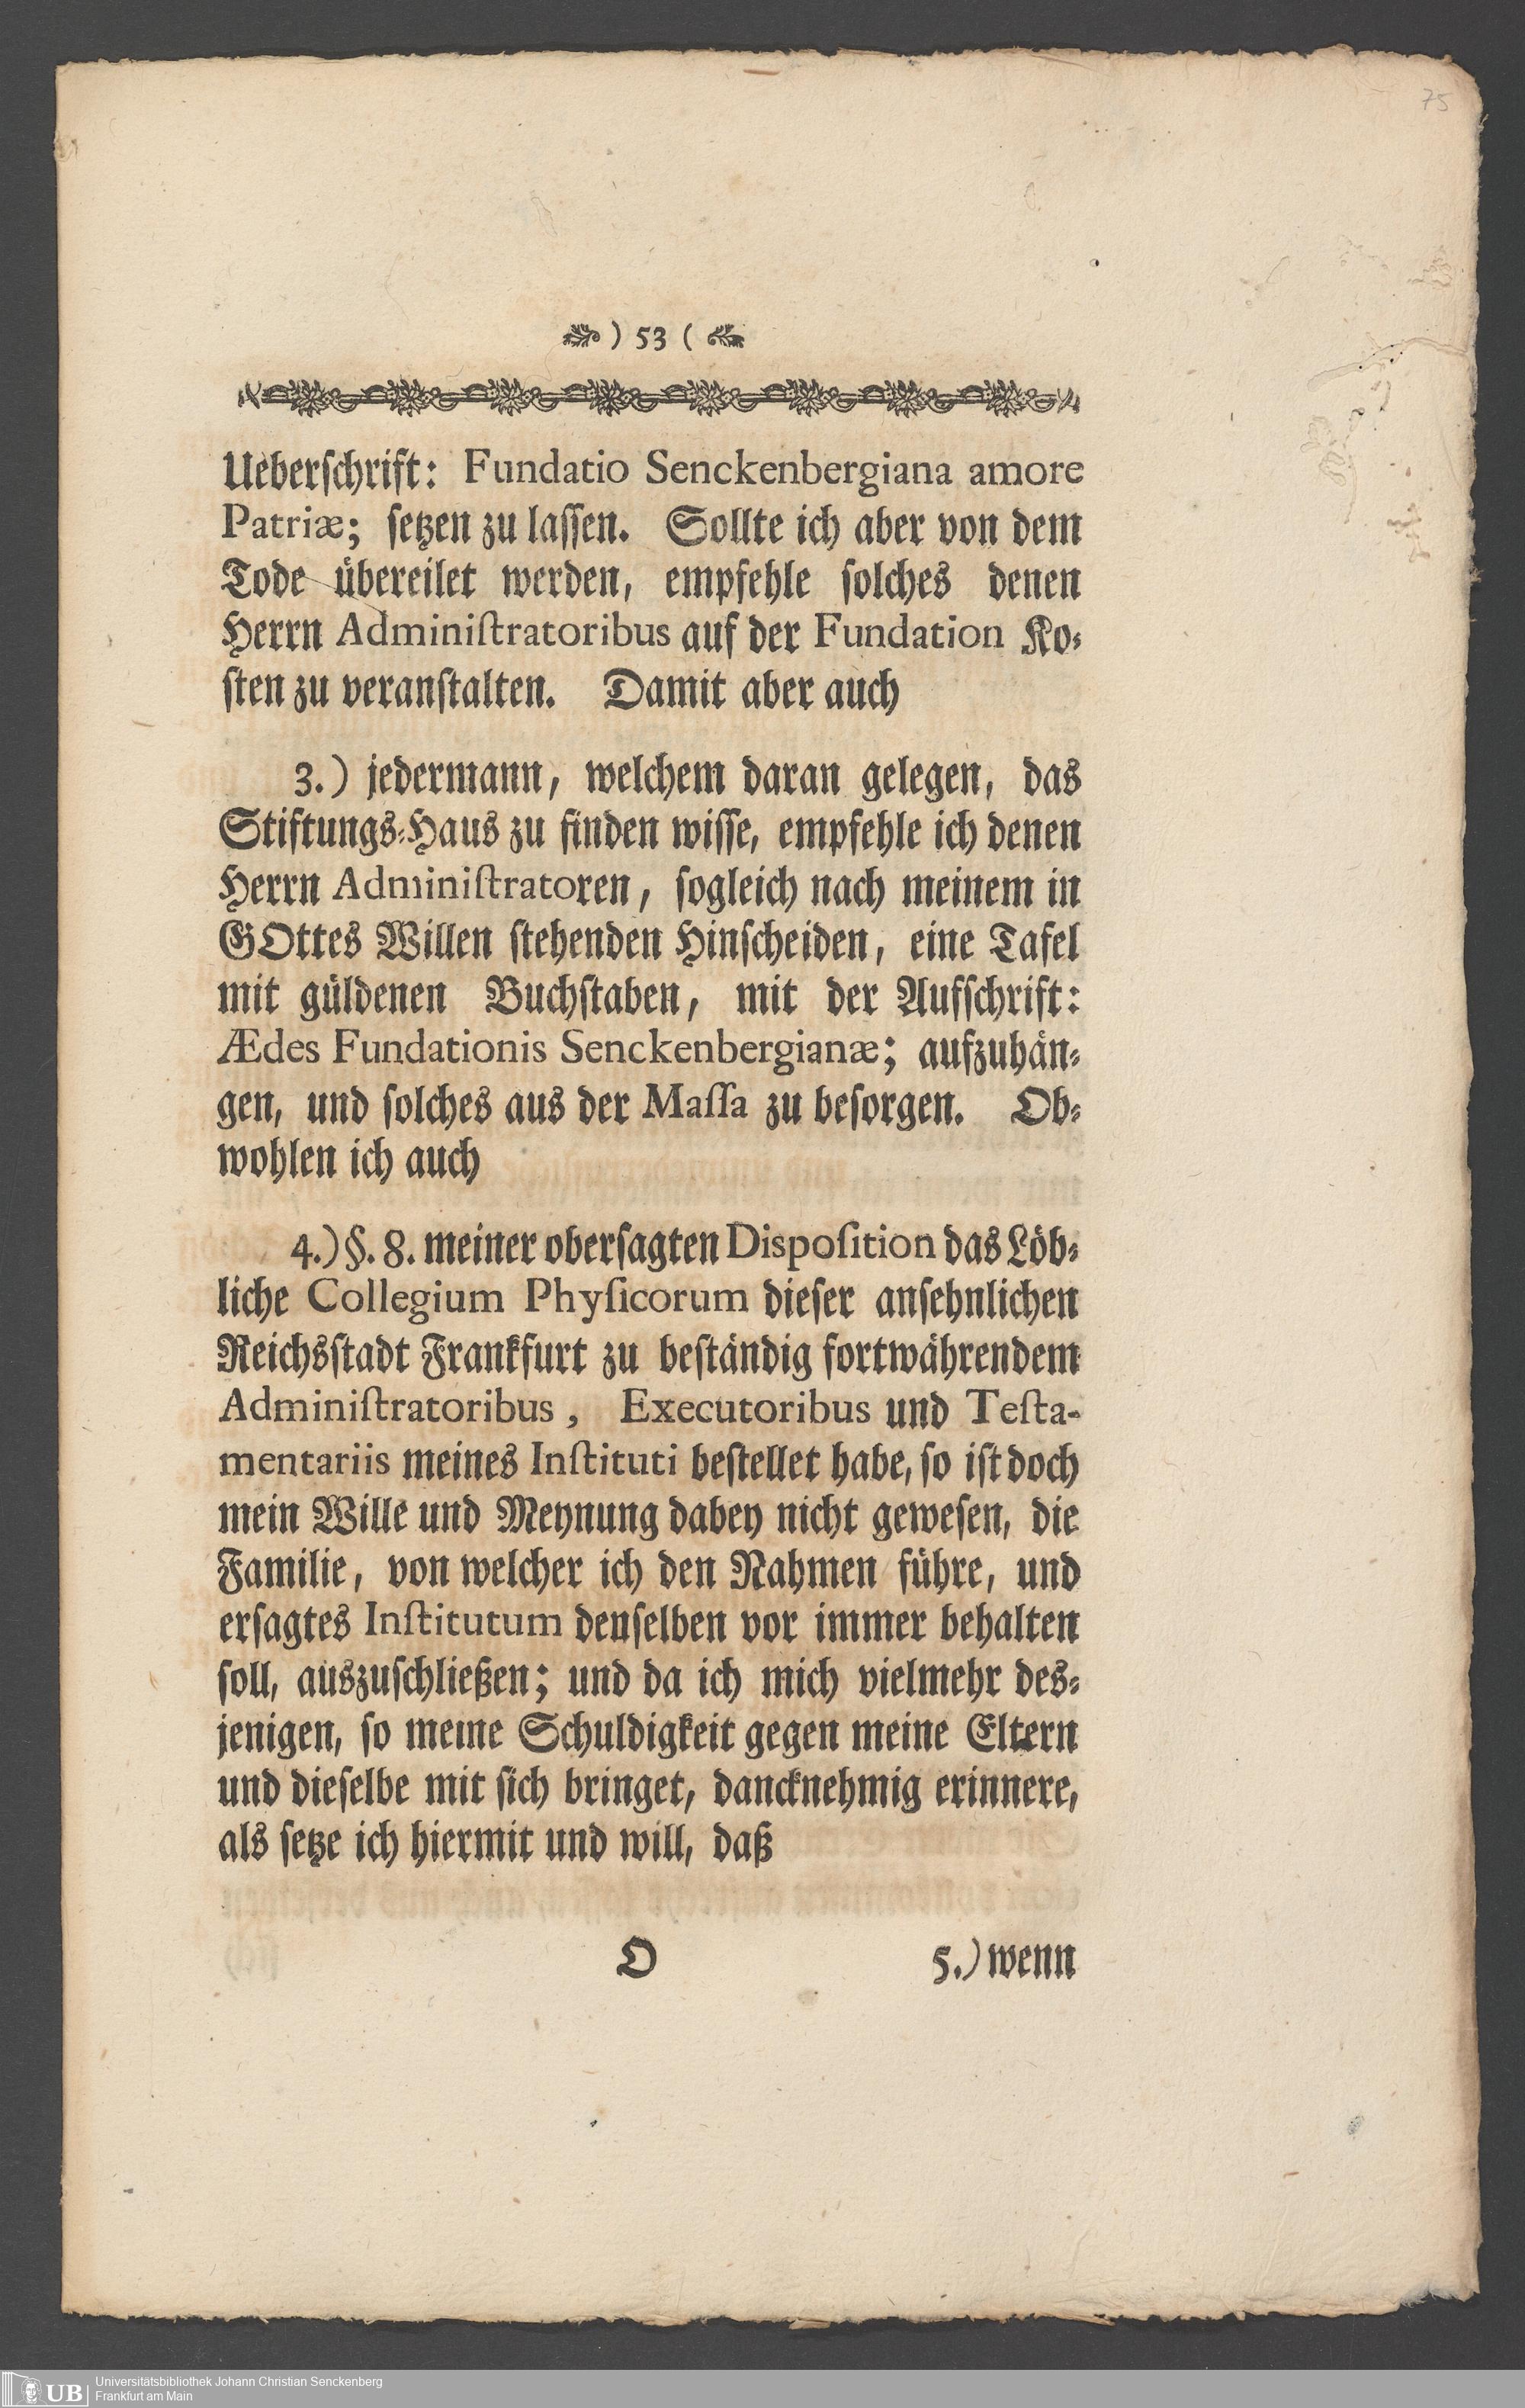 75
) 53 (
Ueberſchrift: Fundatio Senckenbergiana amore
Patriæ; ſetzen zu laſſen. Sollte ich aber von dem
Tode übereilet werden, empfehle ſolches denen
Herrn Adminiſtratoribus auf der Fundation Ko⸗
ſten zu veranſtalten. Damit aber auch
3.) jedermann, welchem daran gelegen, das
Stiftungs⸗Haus zu finden wiſſe, empfehle ich denen
Herrn Adminiſtratoren, ſogleich nach meinem in
GOttes Willen ſtehenden Hinſcheiden, eine Tafel
mit güldenen Buchſtaben, mit der Aufſchrift:
Ædes Fundationis Senckenbergianæ; aufzuhän⸗
gen, und ſolches aus der Maſſa zu beſorgen. Ob⸗
wohlen ich auch
4.) §. 8. meiner oberſagten Diſpoſition das Löb⸗
liche Collegium Phyſicorum dieſer anſehnlichen
Reichsſtadt Frankfurt zu beſtändig fortwährendem
Adminiſtratoribus, Executoribus und Teſta-
mentariis meines Inſtituti beſtellet habe, ſo iſt doch
mein Wille und Meynung dabey nicht geweſen, die
Familie, von welcher ich den Nahmen führe, und
erſagtes Inſtitutum denſelben vor immer behalten
ſoll, auszuſchließen; und da ich mich vielmehr des⸗
jenigen, ſo meine Schuldigkeit gegen meine Eltern
und dieſelbe mit ſich bringet, dancknehmig erinnere,
als ſetze ich hiermit und will, daß
O 5.) wenn
UB Univerſitätsbibliothek Johann Christian Senckenberg
Frankfurt am Main